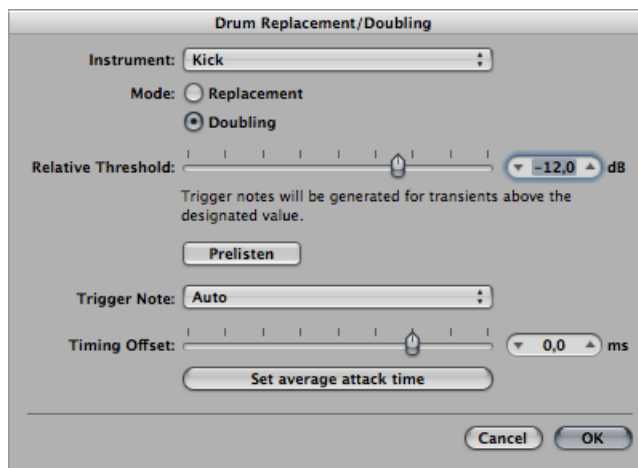 Drum Replacement/Doubling
Instrument: Kick
Mode: Replacement
Doubling
Relative Threshold: -12,0 dB
Trigger notes will be generated for transients above the
designated value.
Prelisten
Trigger Note: Auto
Timing Offset: 0,0 ms
Set average attack time
Cancel OK